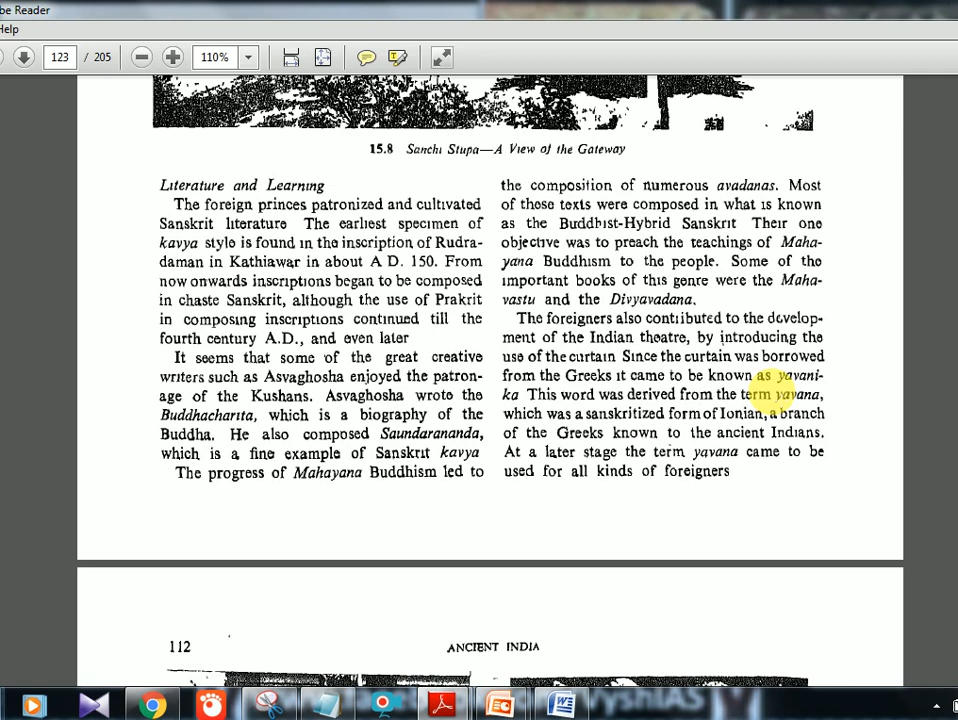 be Reader
Help
123 / 205
110%
15.8 Sanchi Stupa—A View of the Gateway
Literature and Learning
The foreign princes patronized and cultivated
Sanskrit literature The earliest specimen of
kavya style is found in the inscription of Rudra-
daman in Kathiawar in about A D. 150. From
now onwards inscriptions began to be composed
in chaste Sanskrit, although the use of Prakrit
in composing inscriptions continued till the
fourth century A.D., and even later
It seems that some of the great creative
writers such as Asvaghosha enjoyed the patron-
age of the Kushans. Asvaghosha wrote the
Buddhacharita, which is a biography of the
Buddha. He also composed Saundarananda,
which is a fine example of Sanskrit kavya
The progress of Mahayana Buddhism led to
the composition of numerous avadanas. Most
of those texts were composed in what is known
as the Buddhist-Hybrid Sanskrit Their one
objective was to preach the teachings of Maha-
yana Buddhism to the people. Some of the
important books of this genre were the Maha-
vastu and the Divyavadana.
The foreigners also contributed to the develop-
ment of the Indian theatre, by introducing the
use of the curtain Since the curtain was borrowed
from the Greeks it came to be known as yavani-
ka This word was derived from the term yavana,
which was a sanskritized form of Ionian, a branch
of the Greeks known to the ancient Indians.
At a later stage the term yavana came to be
used for all kinds of foreigners
112
ANCIENT INDIA